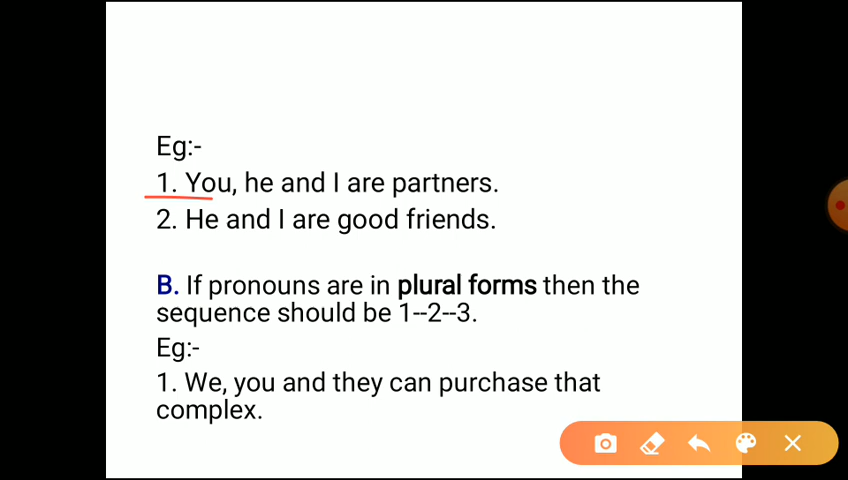 Eg:-
1. You, he and I are partners.
2. He and I are good friends.
B. If pronouns are in plural forms then the
sequence should be 1--2--3.
Eg:-
1. We, you and they can purchase that
complex.